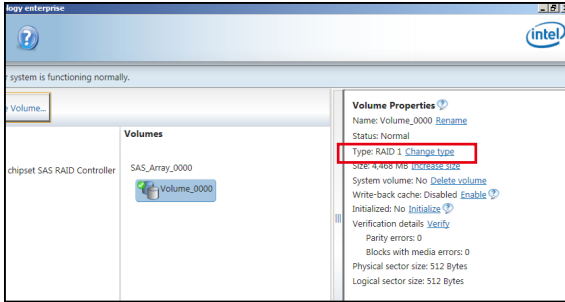 logy enterprise
intel
system is functioning normally.
Volume...
Volumes
chipset SAS RAID Controller
SAS_Array_0000
Volume_0000
Volume Properties
Name: Volume_0000 Rename
Status: Normal
Type: RAID 1 Change type
Size: 4,468 MB Increase size
System volume: No Delete volume
Write-back cache: Disabled Enable
Initialized: No Initialize
Verification details Verify
Parity errors: 0
Blocks with media errors: 0
Physical sector size: 512 Bytes
Logical sector size: 512 Bytes